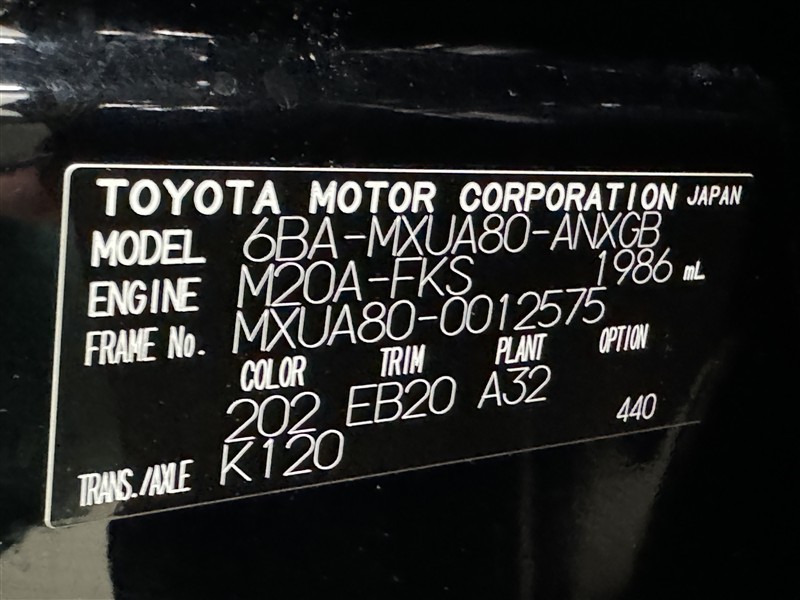 TOYOTA MOTOR CORPORATION JAPAN
MODEL 6BA-MXUA80-ANXGB
ENGINE M20A-FKS 1986 mL
FRAME No. MXUA80-0012575
COLOR TRIM PLANT OPTION
202 EB20 A32 440
TRANS./AXLE K120